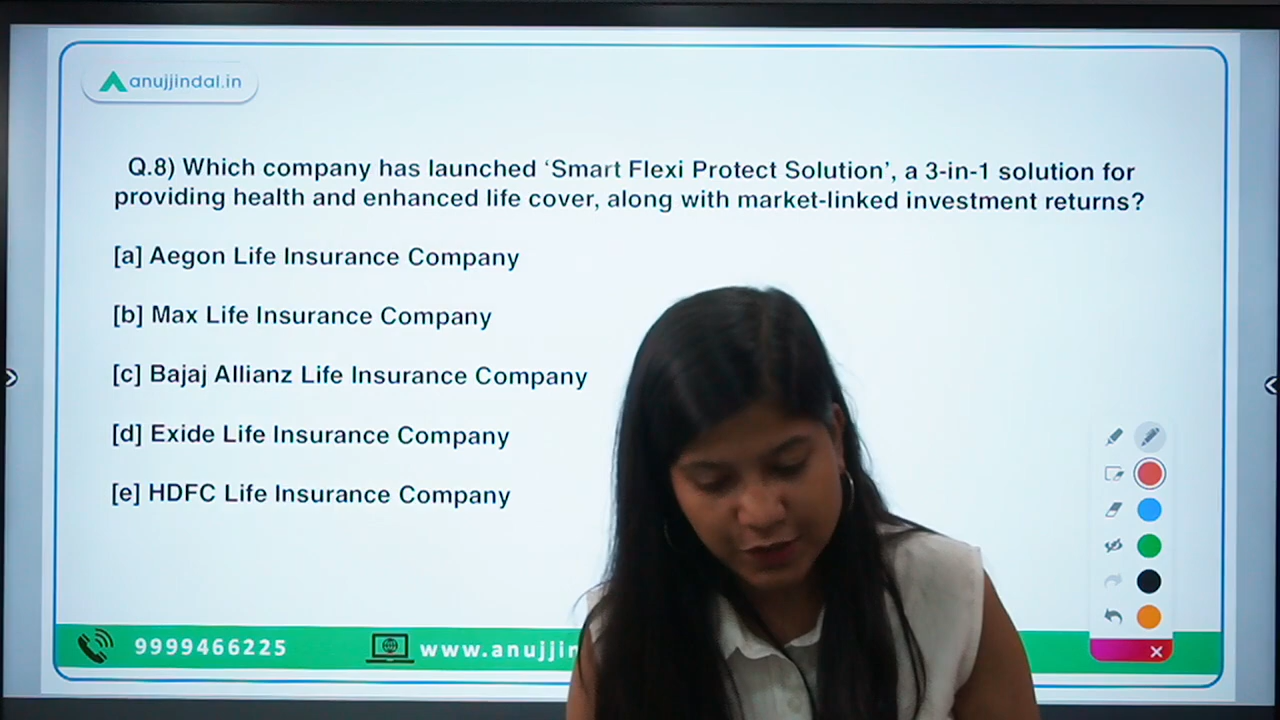 anujjindal.in
Q.8) Which company has launched ‘Smart Flexi Protect Solution’, a 3-in-1 solution for
providing health and enhanced life cover, along with market-linked investment returns?
[a] Aegon Life Insurance Company
[b] Max Life Insurance Company
[c] Bajaj Allianz Life Insurance Company
[d] Exide Life Insurance Company
[e] HDFC Life Insurance Company
9999466225 www.anujjin